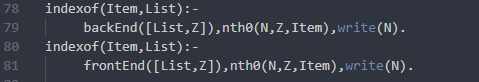 78 indexof(Item,List):-
79 backEnd([List,Z]),nth0(N,Z,Item),write(N).
80 indexof(Item,List):-
81 frontEnd([List,Z]),nth0(N,Z,Item),write(N).